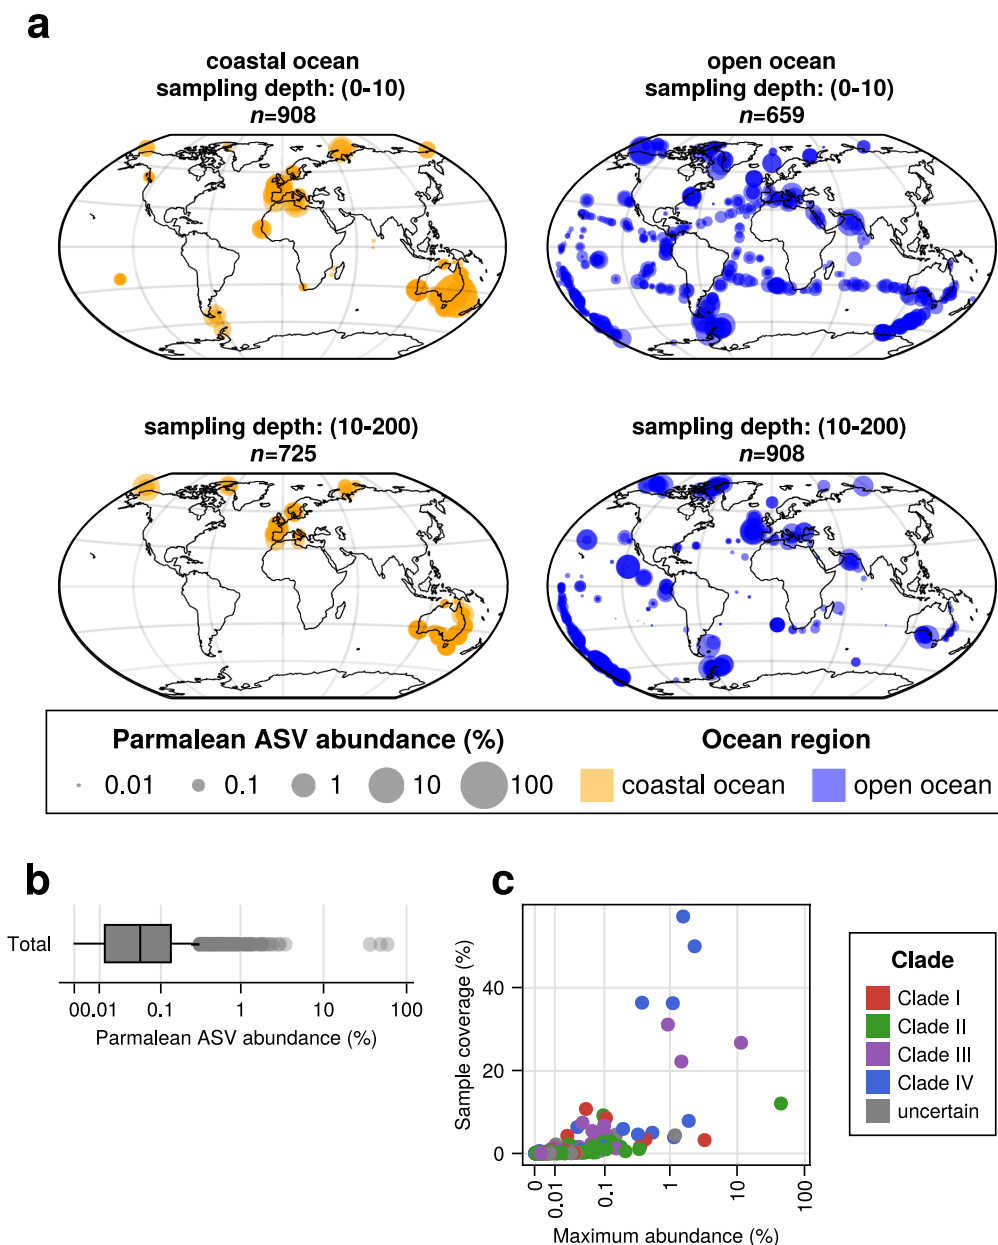 a
coastal ocean
sampling depth: (0-10)
n=908
open ocean
sampling depth: (0-10)
n=659
sampling depth: (10-200)
n=725
sampling depth: (10-200)
n=908
Parmalean ASV abundance (%)
0.01 0.1 1 10 100
Ocean region
coastal ocean open ocean
b
Total
0 0.01 0.1 1 10 100
Parmalean ASV abundance (%)
c
Sample coverage (%)
40
20
0
0 0.01 0.1 1 10 100
Maximum abundance (%)
Clade
Clade I
Clade II
Clade III
Clade IV
uncertain